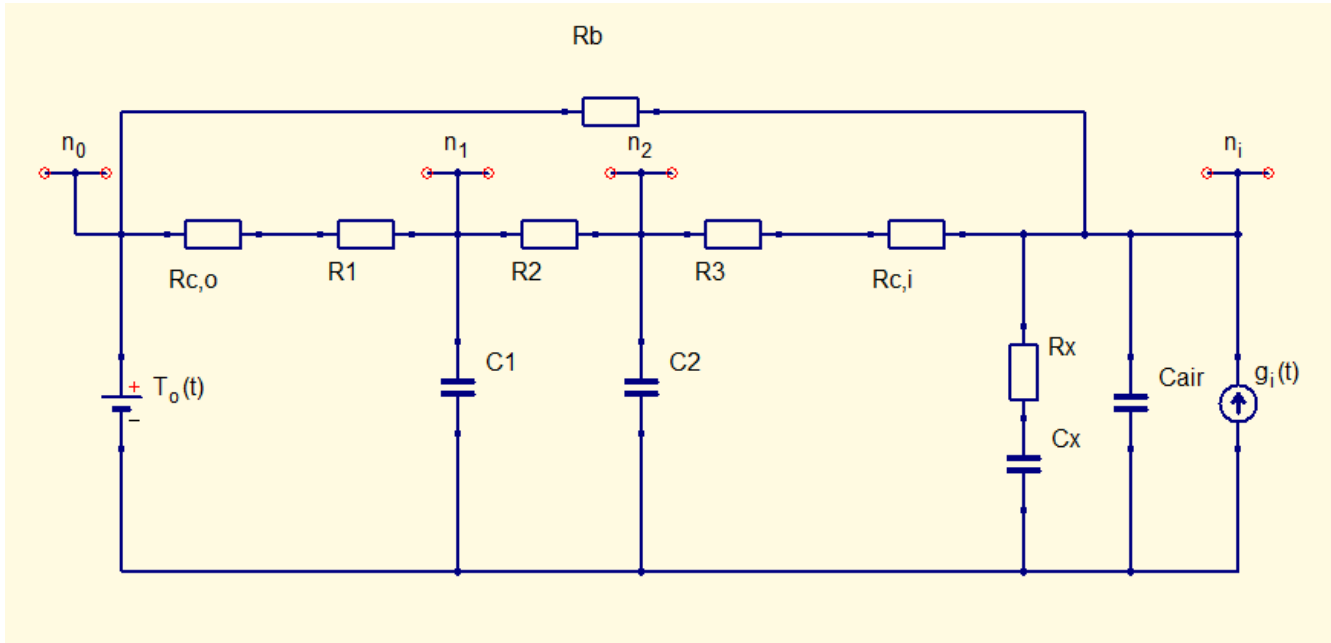 Rb
n0
n1
n2
ni
Rc,o
R1
R2
R3
Rc,i
To(t)
+
−
C1
C2
Rx
Cx
Cair
gi(t)